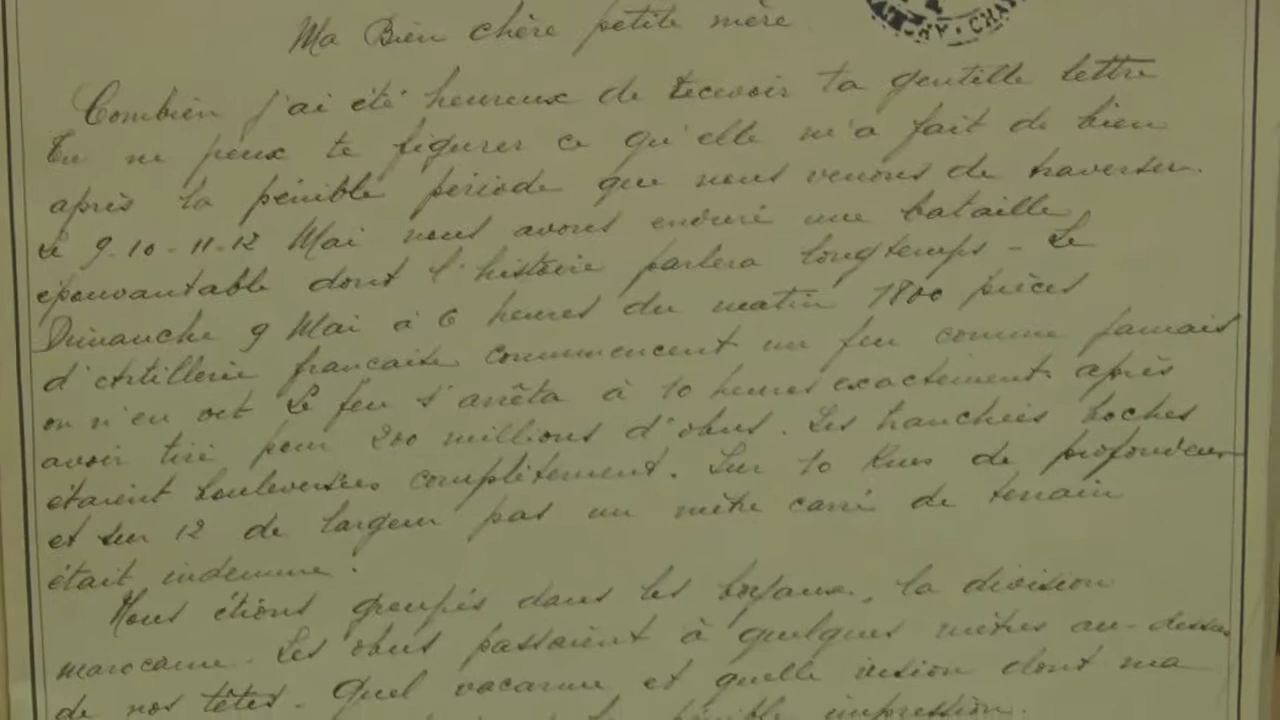 Ma Bien chère petite mère
Combien j'ai été heureux de recevoir ta gentille lettre
Tu ne peux te figurer ce qu'elle m'a fait de bien
après la pénible période que nous venons de traverser.
Le 9-10-11-12 Mai nous avons enduré une bataille
épouvantable dont l'histoire parlera longtemps - Le
Dimanche 9 Mai à 6 heures du matin 1800 pièces
d'Artillerie française commencent un feu comme jamais
on n'en vet Le feu s'arrêta à 10 heures exactement après
avoir tiré pour 200 millions d'obus. Les tranchées boches
étaient bouleversées complètement. Sur 10 Kms de profondeur
et sur 12 de largeur pas un mètre carré de terrain
était indemne.
Nous étions groupés dans les boyaux, la division
marocaine. Les obus passaient à quelques mètres au-dessus
de nos têtes. Quel vacarme et quelle vision dont ma
pénible impression.